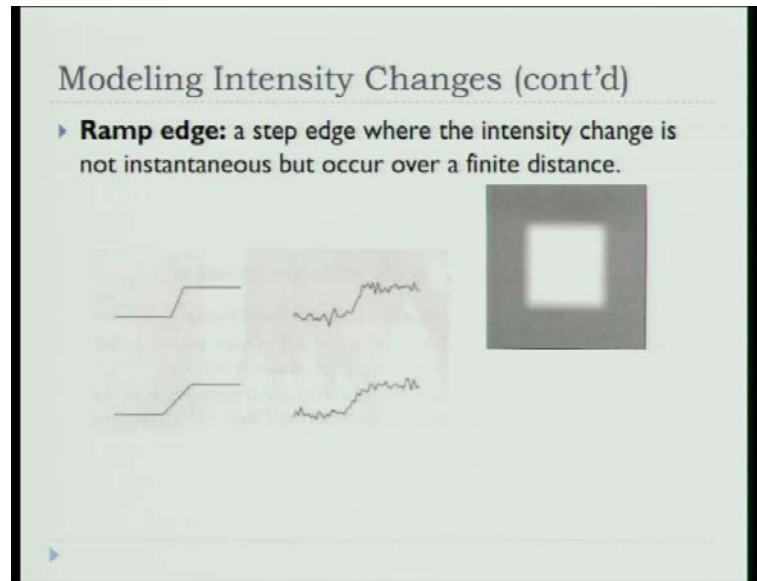 Modeling Intensity Changes (cont'd)
Ramp edge: a step edge where the intensity change is
not instantaneous but occur over a finite distance.